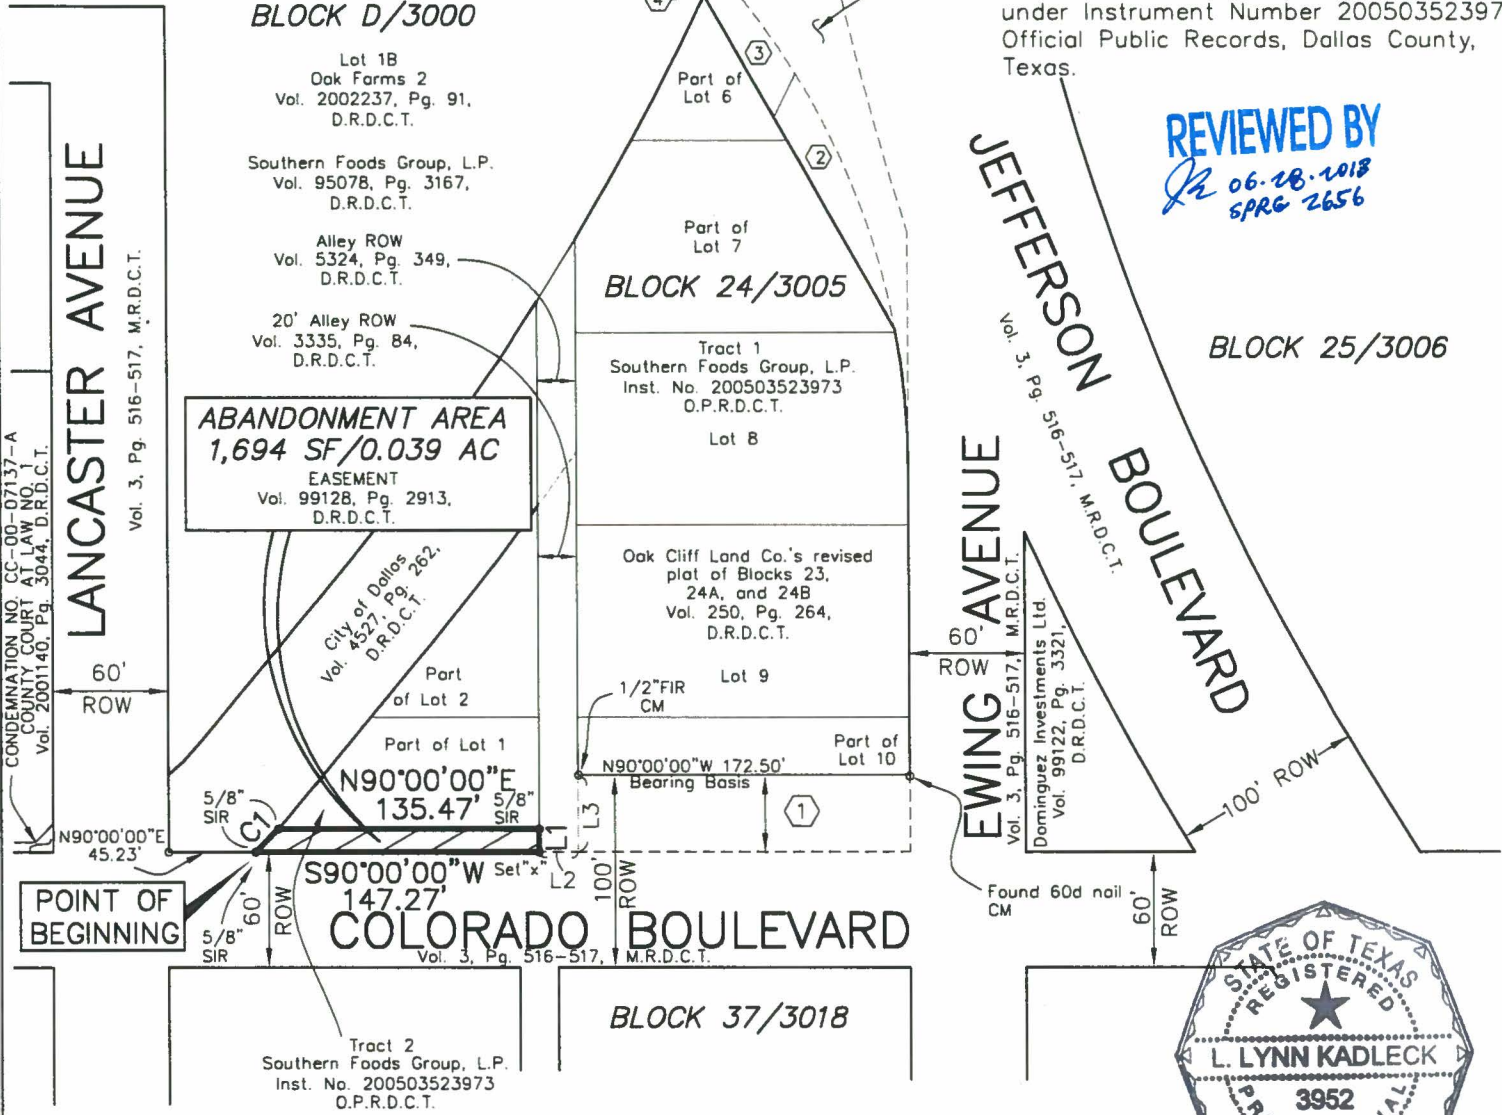 BLOCK D/3000
Lot 1B
Oak Farms 2
Vol. 2002237, Pg. 91,
D.R.D.C.T.
Southern Foods Group, L.P.
Vol. 95078, Pg. 3167,
D.R.D.C.T.
Alley ROW
Vol. 5324, Pg. 349,
D.R.D.C.T.
20' Alley ROW
Vol. 3335, Pg. 84,
D.R.D.C.T.
ABANDONMENT AREA
1,694 SF/0.039 AC
EASEMENT
Vol. 99128, Pg. 2913,
D.R.D.C.T.
LANCASTER AVENUE
Vol. 3, Pg. 516-517, M.R.D.C.T.
CONDEMNATION NO. CC-00-07137-A
COUNTY COURT AT LAW NO. 1
Vol. 2001140, Pg. 3044, D.R.D.C.T.
60'
ROW
City of Dallas
Vol. 4527, Pg. 262,
D.R.D.C.T.
Part
of Lot 2
Part of Lot 1
N90°00'00"E
135.47'
5/8"
SIR
5/8"
SIR
C1
L1
L2
L3
N90°00'00"E
45.23'
S90°00'00"W
147.27'
Set"x"
POINT OF
BEGINNING
5/8"
SIR
60'
ROW
100'
ROW
COLORADO BOULEVARD
Vol. 3, Pg. 516-517, M.R.D.C.T.
BLOCK 37/3018
Tract 2
Southern Foods Group, L.P.
Inst. No. 200503523973
O.P.R.D.C.T.
3
2
Part of
Lot 6
Part of
Lot 7
BLOCK 24/3005
Tract 1
Southern Foods Group, L.P.
Inst. No. 200503523973
O.P.R.D.C.T.
Lot 8
Oak Cliff Land Co.'s revised
plat of Blocks 23,
24A, and 24B
Vol. 250, Pg. 264,
D.R.D.C.T.
Lot 9
1/2"FIR
CM
Part of
Lot 10
N90°00'00"W 172.50'
Bearing Basis
1
Found 60d nail
CM
EWING AVENUE
Vol. 3, Pg. 516-517, M.R.D.C.T.
60'
ROW
Dominguez Investments Ltd.
Vol. 99122, Pg. 3321,
D.R.D.C.T.
JEFFERSON BOULEVARD
Vol. 3, Pg. 516-517, M.R.D.C.T.
100' ROW
60'
ROW
BLOCK 25/3006
under Instrument Number 20050352397
Official Public Records, Dallas County,
Texas.
REVIEWED BY
06.28.2013
SPRG 2656
STATE OF TEXAS
REGISTERED
L. LYNN KADLECK
3952